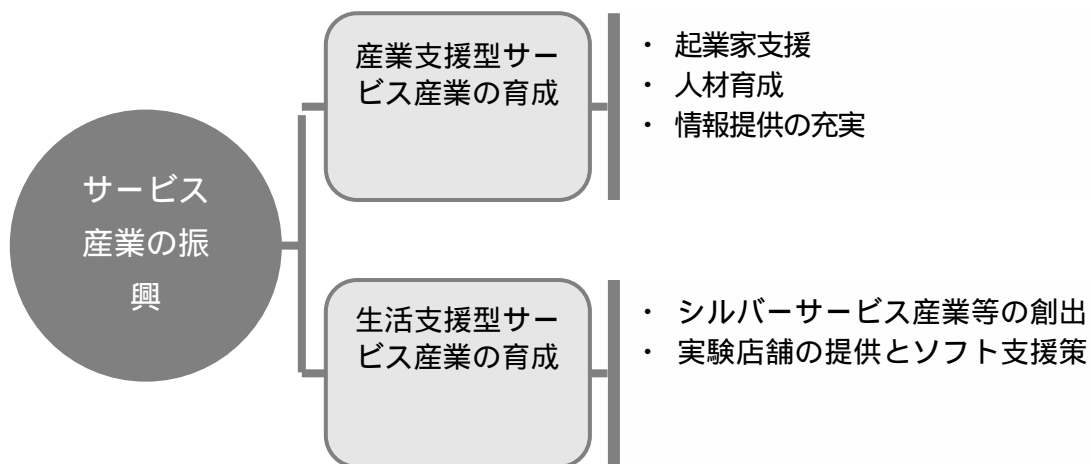 サービス
産業の振
興
産業支援型サー
ビス産業の育成
・ 起業家支援
・ 人材育成
・ 情報提供の充実
生活支援型サー
ビス産業の育成
・ シルバーサービス産業等の創出
・ 実験店舗の提供とソフト支援策